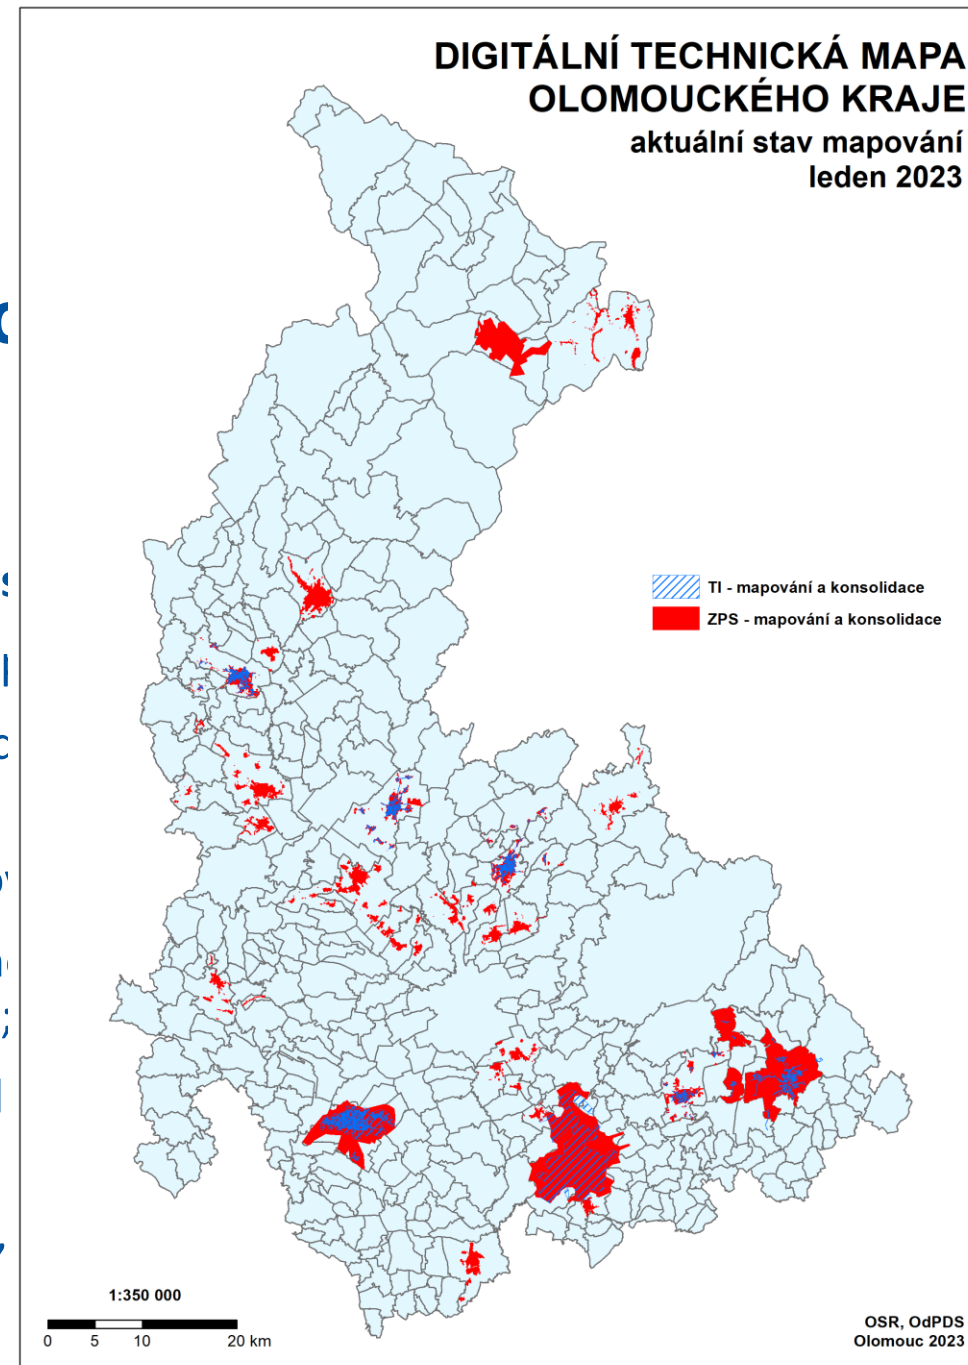 DIGITÁLNÍ TECHNICKÁ MAPA
OLOMOUCKÉHO KRAJE
aktuální stav mapování
leden 2023
TI - mapování a konsolidace
ZPS - mapování a konsolidace
1:350 000
0 5 10 20 km
OSR, OdPDS
Olomouc 2023